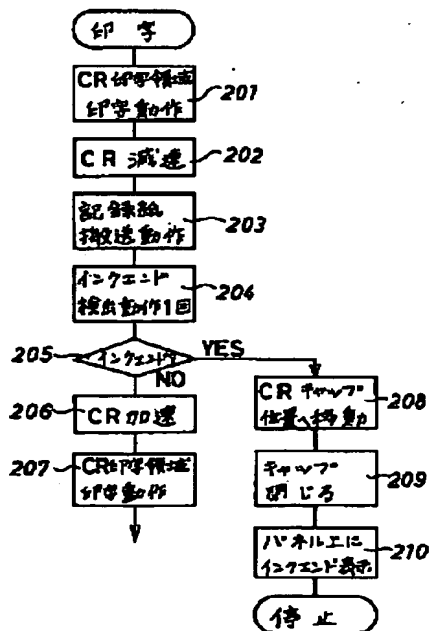 印字
CR印字領域
印字動作
201
CR 減速
202
記録紙
搬送動作
203
インクエンド
検出動作1回
204
205
インクエンド?
YES
NO
206
CR加速
207
CR印字領域
印字動作
CRキャップ
位置へ移動
208
キャップ
閉じる
209
パネル上に
インクエンド表示
210
停止